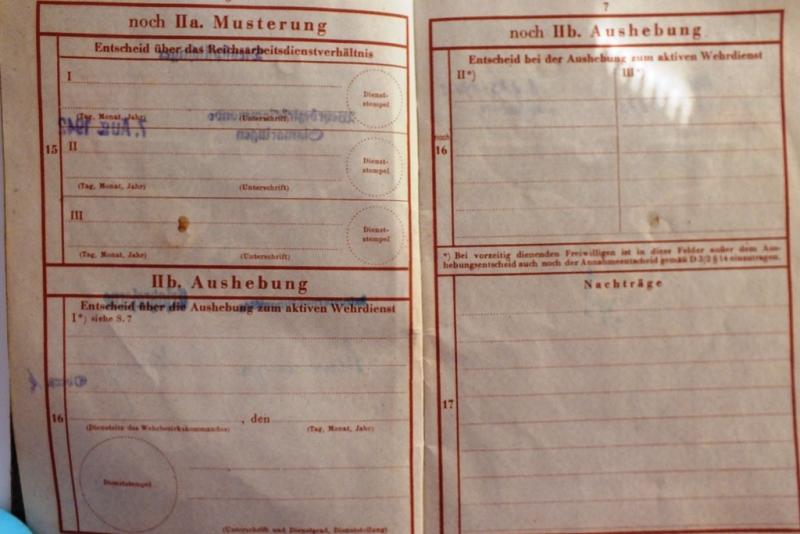 noch IIa. Musterung
Entscheid über das Reichsarbeitsdienstverhältnis
I
Dienst-
stempel
(Tag, Monat, Jahr) (Unterschrift)
7. Aug. 194
15
II
Dienst-
stempel
(Tag, Monat, Jahr) (Unterschrift)
III
Dienst-
stempel
(Tag, Monat, Jahr) (Unterschrift)
IIb. Aushebung
Entscheid über die Aushebung zum aktiven Wehrdienst
I*) siehe S. 7
16
, den
(Dienstsitz des Wehrbezirkskommandos) (Tag, Monat, Jahr)
Dienststempel
(Unterschrift und Dienstgrad, Dienststellung)
7
noch IIb. Aushebung
Entscheid bei der Aushebung zum aktiven Wehrdienst
II*) III*)
noch
16
*) Bei vorzeitig dienenden Freiwilligen ist in diese Felder außer dem Aus-
hebungsentscheid auch noch der Annahmeentscheid gemäß D 3/2 § 14 einzutragen.
Nachträge
17